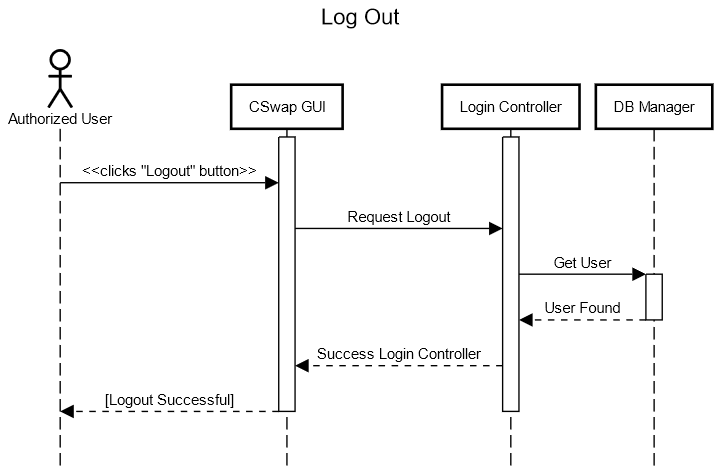 Log Out
Authorized User
CSwap GUI
Login Controller
DB Manager
<<clicks "Logout" button>>
Request Logout
Get User
User Found
Success Login Controller
[Logout Successful]